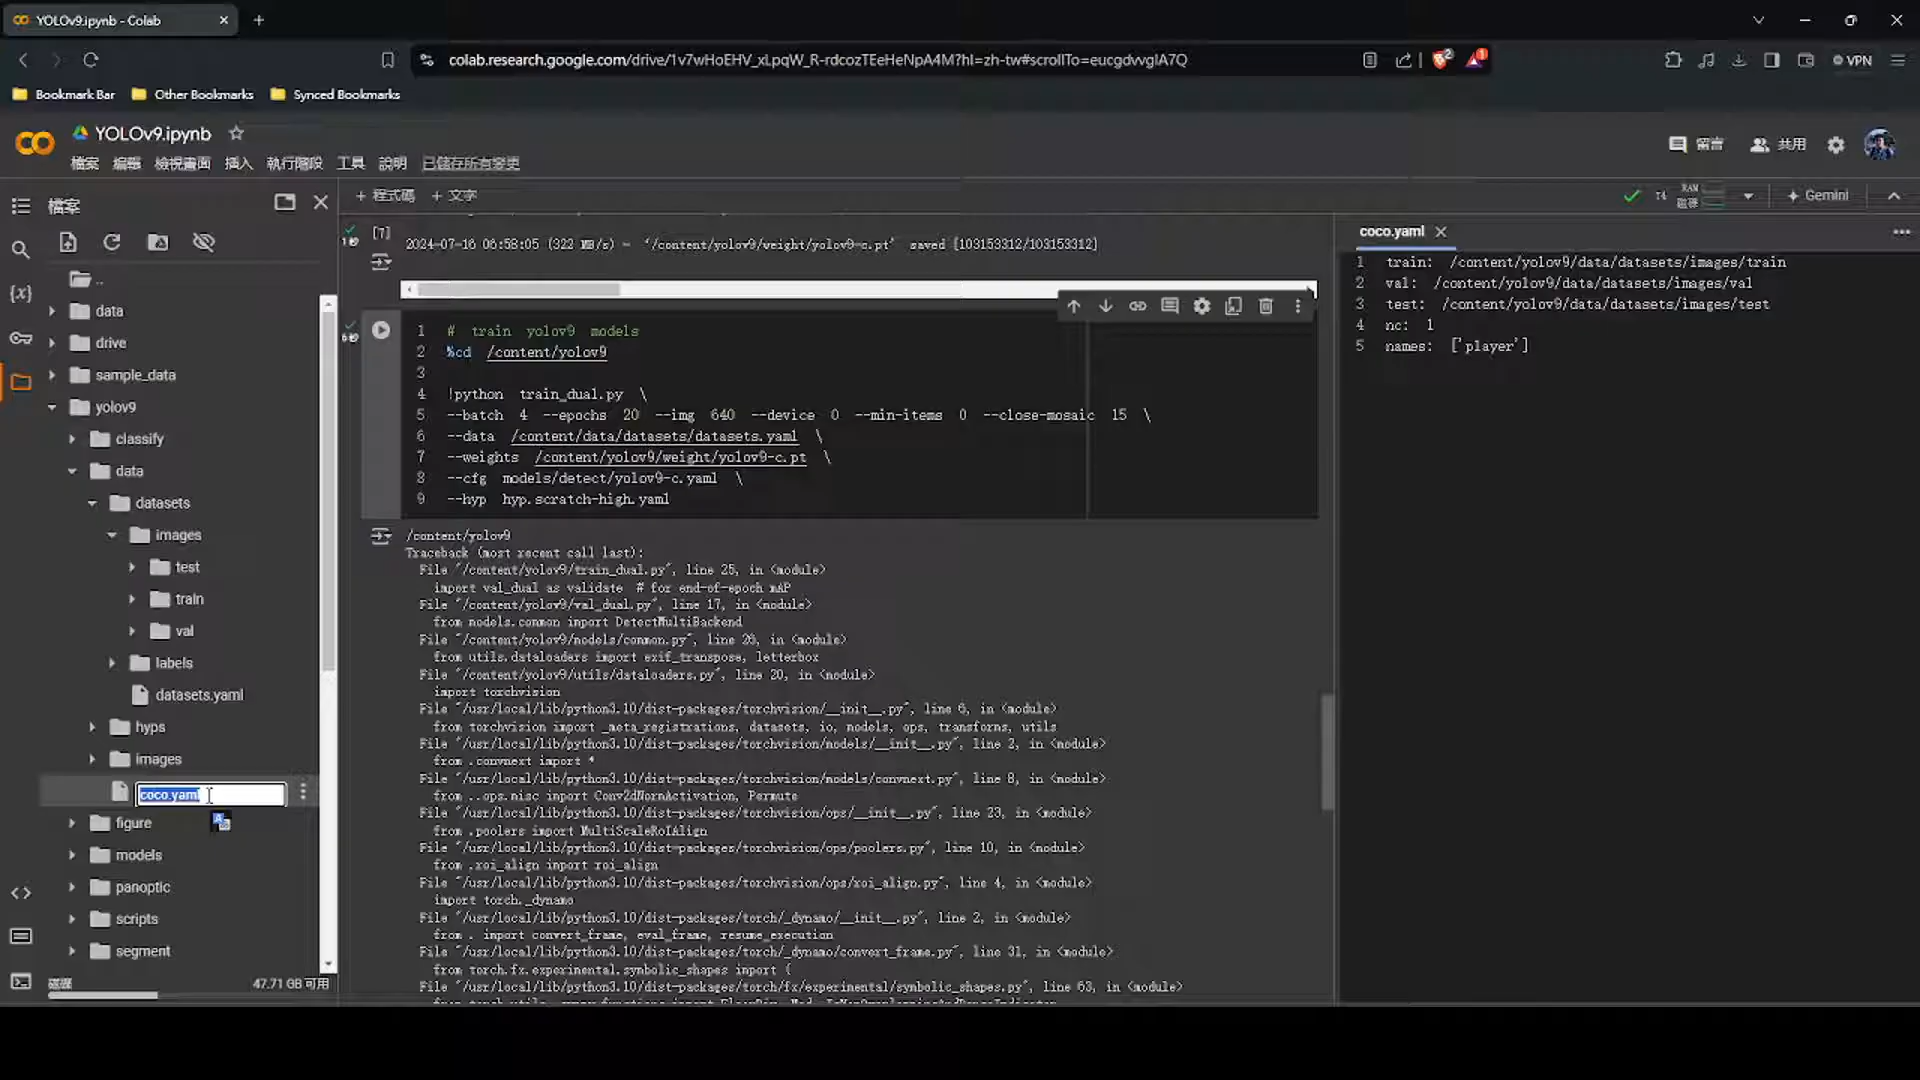 YOLOv9.ipynb - Colab
colab.research.google.com/drive/1v7wHoEHV_xLpqW_R-rdcozTEeHeNpA4M?hl=zh-tw#scrollTo=eucgdvvglA7Q
2
1
VPN
Bookmark Bar
Other Bookmarks
Synced Bookmarks
YOLOv9.ipynb
檔案 編輯 檢視畫面 插入 執行階段 工具 說明 已儲存所有變更
留言
共用
檔案
+ 程式碼 + 文字
T4
RAM
磁碟
Gemini
..
data
drive
sample_data
yolov9
classify
data
datasets
images
test
train
val
labels
datasets.yaml
hyps
images
coco.yaml
figure
models
panoptic
scripts
segment
磁碟
47.71 GB 可用
[7]
2024-07-16 06:58:05 (322 MB/s) - '/content/yolov9/weight/yolov9-c.pt' saved [103153312/103153312]
1 # train yolov9 models
2 %cd /content/yolov9
3
4 !python train_dual.py \
5 --batch 4 --epochs 20 --img 640 --device 0 --min-items 0 --close-mosaic 15 \
6 --data /content/data/datasets/datasets.yaml \
7 --weights /content/yolov9/weight/yolov9-c.pt \
8 --cfg models/detect/yolov9-c.yaml \
9 --hyp hyp.scratch-high.yaml
/content/yolov9
Traceback (most recent call last):
File "/content/yolov9/train_dual.py", line 25, in <module>
import val_dual as validate # for end-of-epoch mAP
File "/content/yolov9/val_dual.py", line 17, in <module>
from models.common import DetectMultiBackend
File "/content/yolov9/models/common.py", line 20, in <module>
from utils.dataloaders import exif_transpose, letterbox
File "/content/yolov9/utils/dataloaders.py", line 20, in <module>
import torchvision
File "/usr/local/lib/python3.10/dist-packages/torchvision/__init__.py", line 6, in <module>
from torchvision import _meta_registrations, datasets, io, models, ops, transforms, utils
File "/usr/local/lib/python3.10/dist-packages/torchvision/models/__init__.py", line 2, in <module>
from .convnext import *
File "/usr/local/lib/python3.10/dist-packages/torchvision/models/convnext.py", line 8, in <module>
from ..ops.misc import Conv2dNormActivation, Permute
File "/usr/local/lib/python3.10/dist-packages/torchvision/ops/__init__.py", line 23, in <module>
from .poolers import MultiScaleRoIAlign
File "/usr/local/lib/python3.10/dist-packages/torchvision/ops/poolers.py", line 10, in <module>
from .roi_align import roi_align
File "/usr/local/lib/python3.10/dist-packages/torchvision/ops/roi_align.py", line 4, in <module>
import torch._dynamo
File "/usr/local/lib/python3.10/dist-packages/torch/_dynamo/__init__.py", line 2, in <module>
from . import convert_frame, eval_frame, resume_execution
File "/usr/local/lib/python3.10/dist-packages/torch/_dynamo/convert_frame.py", line 31, in <module>
from torch.fx.experimental.symbolic_shapes import (
File "/usr/local/lib/python3.10/dist-packages/torch/fx/experimental/symbolic_shapes.py", line 63, in <module>
coco.yaml
1 train: /content/yolov9/data/datasets/images/train
2 val: /content/yolov9/data/datasets/images/val
3 test: /content/yolov9/data/datasets/images/test
4 nc: 1
5 names: ['player']